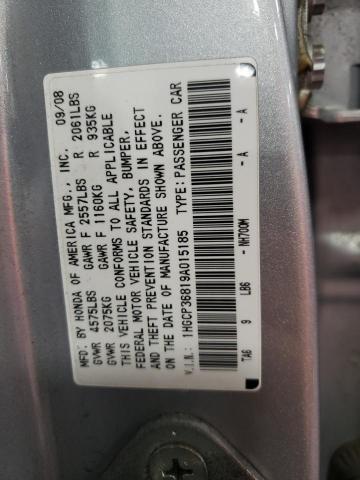 MFD. BY HONDA OF AMERICA MFG., INC. 09/08
GVWR 4575LBS GAWR F 2557LBS R 2061LBS
GVWR 2075KG GAWR F 1160KG R 935KG
THIS VEHICLE CONFORMS TO ALL APPLICABLE
FEDERAL MOTOR VEHICLE SAFETY, BUMPER,
AND THEFT PREVENTION STANDARDS IN EFFECT
ON THE DATE OF MANUFACTURE SHOWN ABOVE.
V.I.N.: 1HGCP36819A015185 TYPE: PASSENGER CAR
TA6 9 LB6 - NH700M - A - A